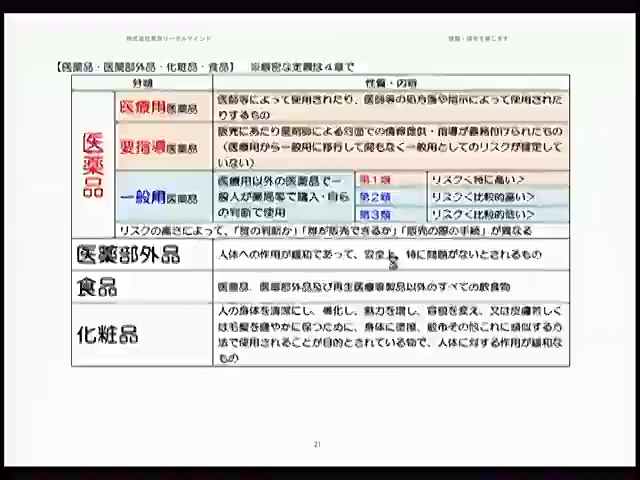 株式会社東京リーガルマインド
複製・頒布を禁じます
【医薬品・医薬部外品・化粧品・食品】 ※厳密な定義は4章で
分類
性質・内容
医薬品
医療用医薬品
医師等によって使用されたり、医師等の処方箋や指示によって使用された
りするもの
要指導医薬品
販売にあたり薬剤師による対面での情報提供・指導が義務付けられたもの
(医療用から一般用に移行して間もなく一般用としてのリスクが確定して
いない)
一般用医薬品
医療用以外の医薬品で一
般人が薬局等で購入・自ら
の判断で使用
第1類
リスク<特に高い>
第2類
リスク<比較的高い>
第3類
リスク<比較的低い>
リスクの高さによって、「誰の判断か」「誰が販売できるか」「販売の際の手続」が異なる
医薬部外品
人体への作用が緩和であって、安全上、特に問題がないとされるもの
食品
医薬品、医薬部外品及び再生医療等製品以外のすべての飲食物
化粧品
人の身体を清潔にし、美化し、魅力を増し、容貌を変え、又は皮膚若しく
は毛髪を健やかに保つために、身体に塗擦、散布その他これに類似する方
法で使用されることが目的とされている物で、人体に対する作用が緩和な
もの
21